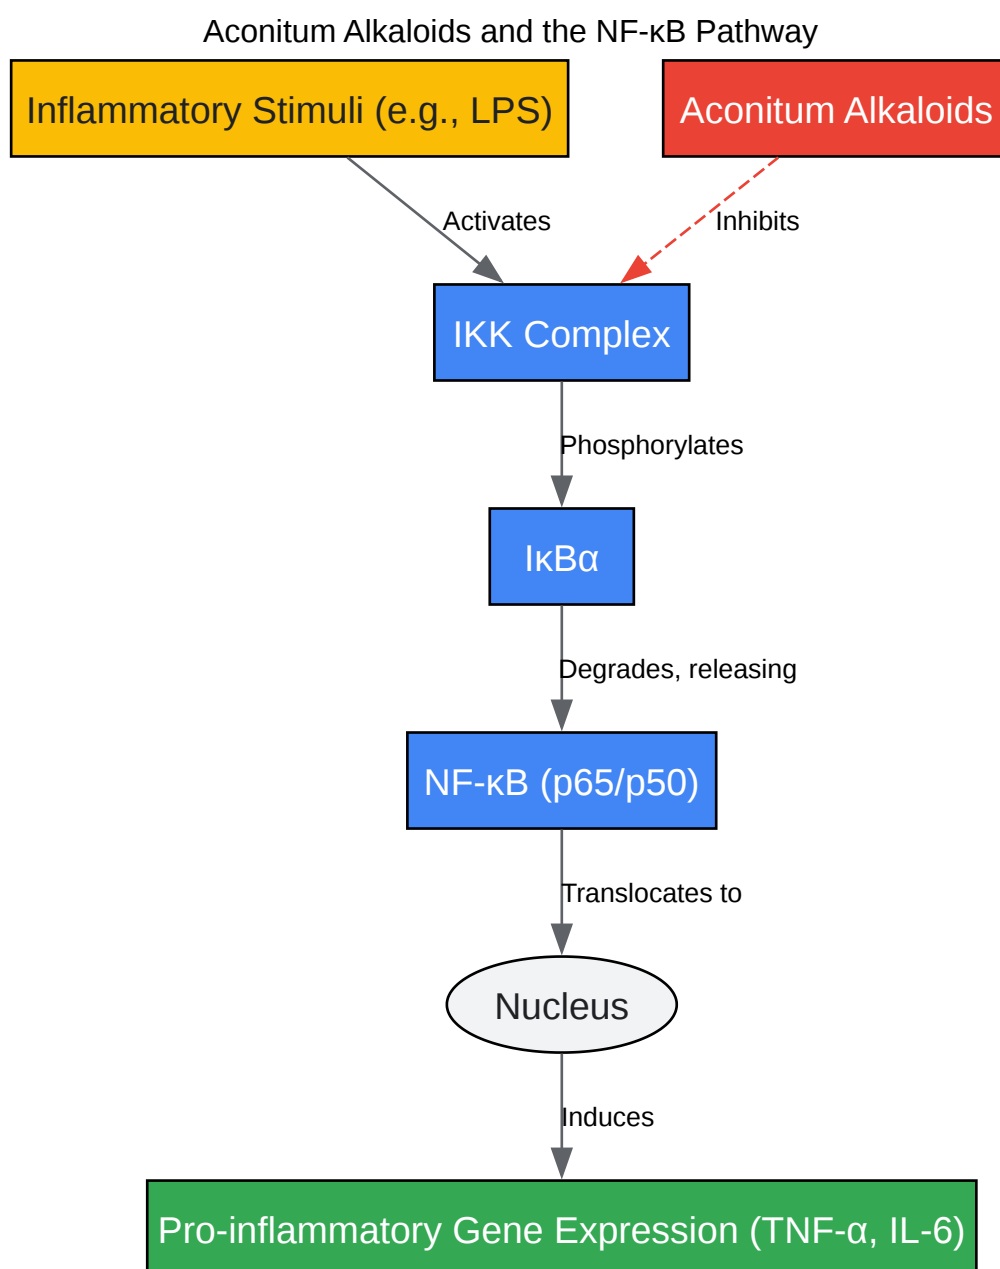 Aconitum Alkaloids and the NF-κB Pathway
Inflammatory Stimuli (e.g., LPS)
Aconitum Alkaloids
Activates
Inhibits
IKK Complex
Phosphorylates
IκBα
Degrades, releasing
NF-κB (p65/p50)
Translocates to
Nucleus
Induces
Pro-inflammatory Gene Expression (TNF-α, IL-6)